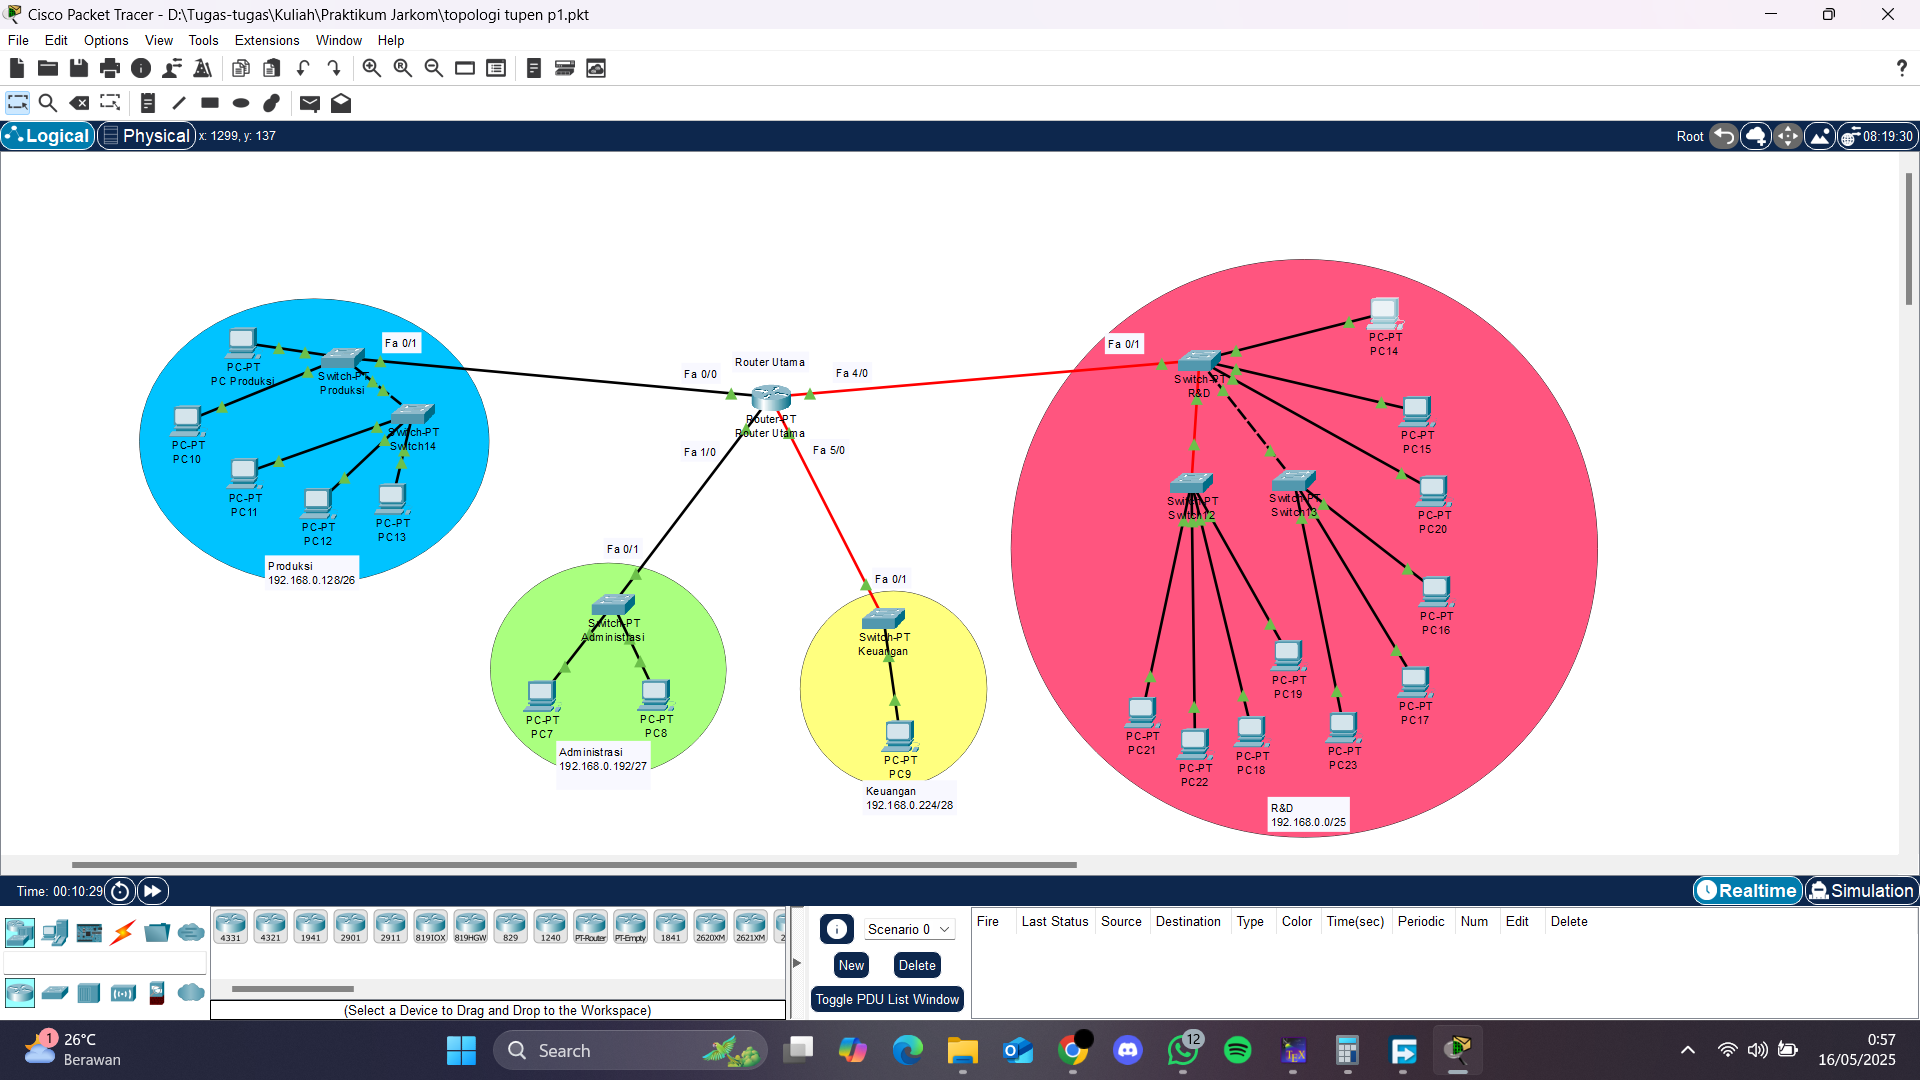 Cisco Packet Tracer - D:\Tugas-tugas\Kuliah\Praktikum Jarkom\topologi tupen p1.pkt
File Edit Options View Tools Extensions Window Help
?
Logical Physical x: 1299, y: 137
Root 08:19:30
PC-PT
PC Produksi
Fa 0/1
Switch-PT
Produksi
PC-PT
PC10
Switch-PT
Switch14
PC-PT
PC11
PC-PT
PC12
PC-PT
PC13
Produksi
192.168.0.128/26
Router Utama
Fa 0/0
Fa 4/0
Router-PT
Router Utama
Fa 1/0
Fa 5/0
Fa 0/1
Switch-PT
Administrasi
PC-PT
PC7
PC-PT
PC8
Administrasi
192.168.0.192/27
Fa 0/1
Switch-PT
Keuangan
PC-PT
PC9
Keuangan
192.168.0.224/28
Fa 0/1
Switch-PT
R&D
PC-PT
PC14
PC-PT
PC15
PC-PT
PC20
Switch-PT
Switch12
Switch-PT
Switch13
PC-PT
PC16
PC-PT
PC19
PC-PT
PC17
PC-PT
PC21
PC-PT
PC22
PC-PT
PC18
PC-PT
PC23
R&D
192.168.0.0/25
Time: 00:10:29
Realtime Simulation
4331 4321 1941 2901 2911 819IOX 819HGW 829 1240 PT-Router PT-Empty 1841 2620XM 2621XM 2
(Select a Device to Drag and Drop to the Workspace)
Scenario 0
New Delete
Toggle PDU List Window
Fire Last Status Source Destination Type Color Time(sec) Periodic Num Edit Delete
1
26°C
Berawan
Search
12
TEX
0:57
16/05/2025